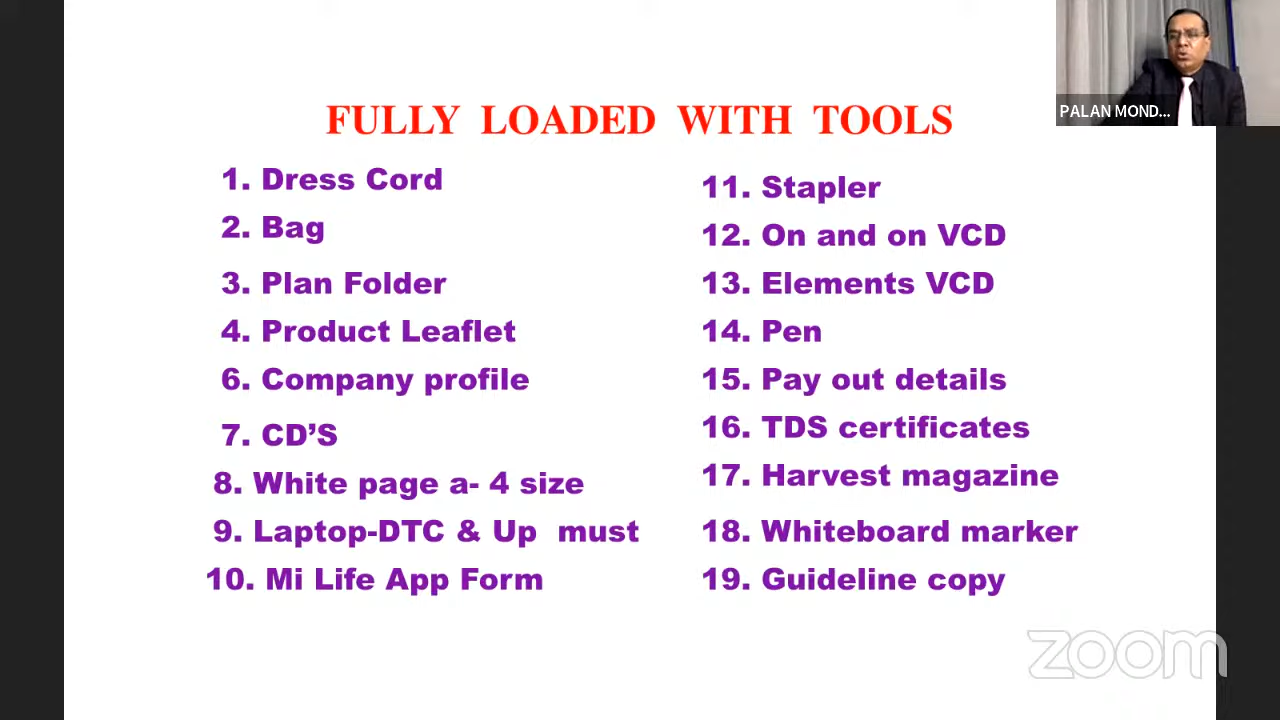 PALAN MOND...
FULLY LOADED WITH TOOLS
1. Dress Cord
2. Bag
3. Plan Folder
4. Product Leaflet
6. Company profile
7. CD’S
8. White page a- 4 size
9. Laptop-DTC & Up must
10. Mi Life App Form
11. Stapler
12. On and on VCD
13. Elements VCD
14. Pen
15. Pay out details
16. TDS certificates
17. Harvest magazine
18. Whiteboard marker
19. Guideline copy
zoom